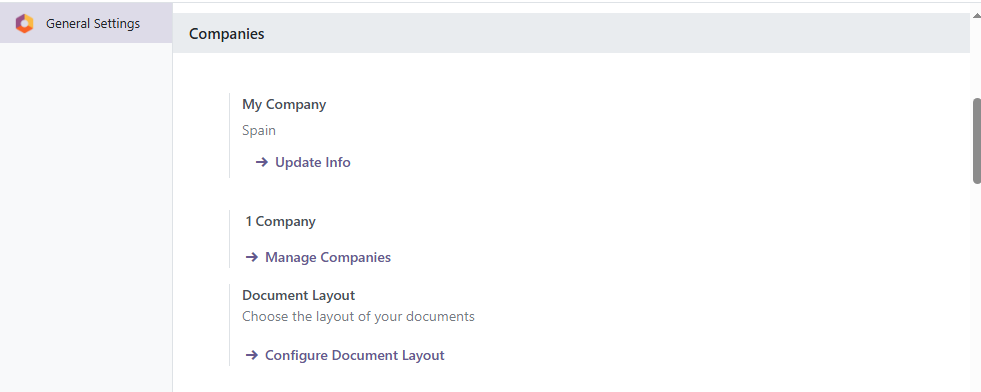 General Settings
Companies
My Company
Spain
→ Update Info
1 Company
→ Manage Companies
Document Layout
Choose the layout of your documents
→ Configure Document Layout